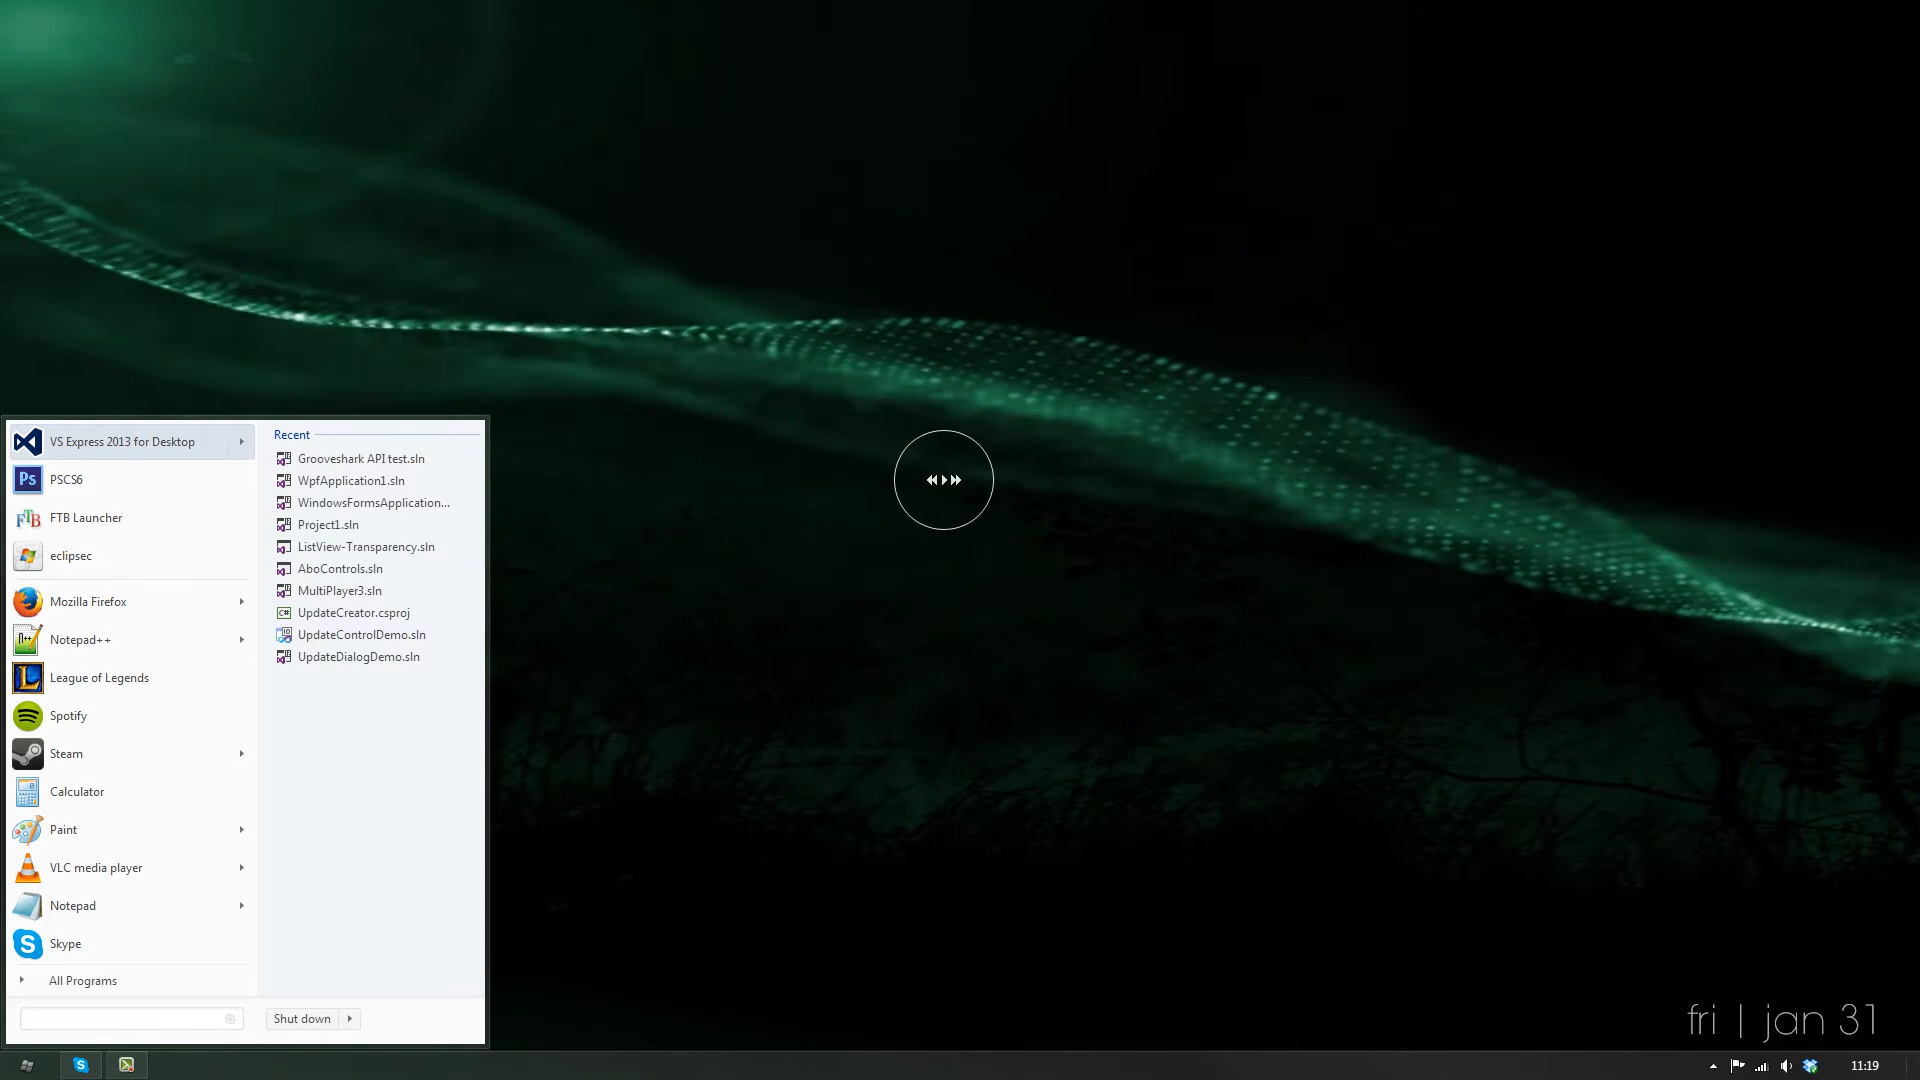 VS Express 2013 for Desktop
PSCS6
FTB Launcher
eclipsec
Mozilla Firefox
Notepad++
League of Legends
Spotify
Steam
Calculator
Paint
VLC media player
Notepad
Skype
All Programs
Recent
Grooveshark API test.sln
WpfApplication1.sln
WindowsFormsApplication...
Project1.sln
ListView-Transparency.sln
AboControls.sln
MultiPlayer3.sln
UpdateCreator.csproj
UpdateControlDemo.sln
UpdateDialogDemo.sln
Shut down
fri | jan 31
11:19